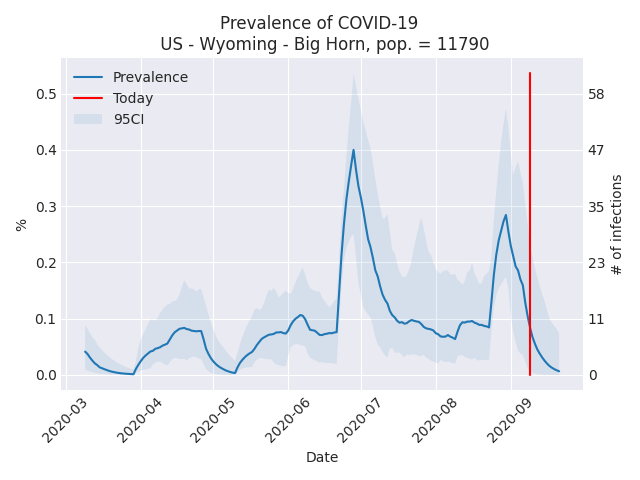 Prevalence of COVID-19
US - Wyoming - Big Horn, pop. = 11790
Prevalence
Today
95CI
0.5
0.4
0.3
0.2
0.1
0.0
%
58
47
35
23
11
0
# of infections
2020-03
2020-04
2020-05
2020-06
2020-07
2020-08
2020-09
Date